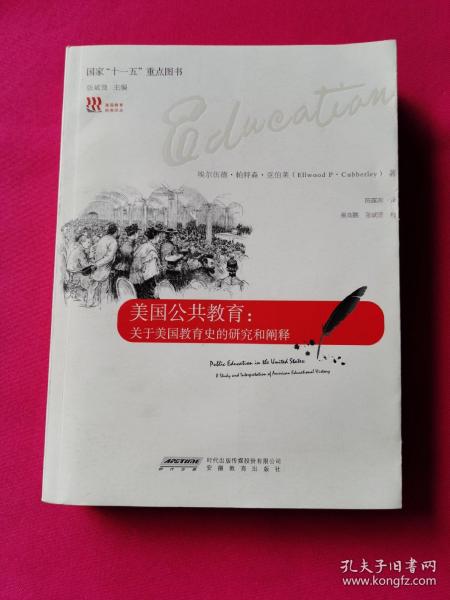 国家“十一五”重点图书
张斌贤 主编
Education
埃尔伍德·帕特森·克伯莱（Ellwood P·Cubberley）著
美国公共教育：
关于美国教育史的研究和阐释
Public Education in the United States:
A Study and Interpretation of American Educational History
时代出版传媒股份有限公司
安徽教育出版社
孔夫子旧书网
www.kongfz.com